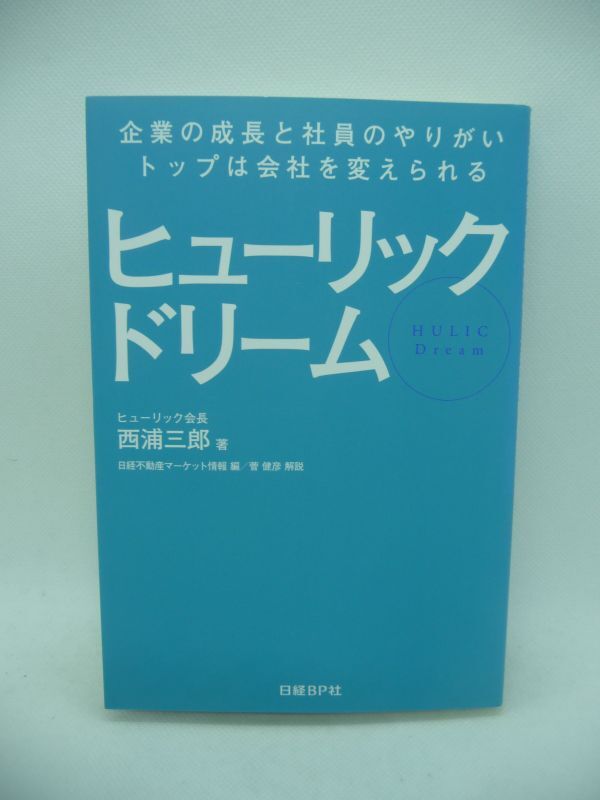 企業の成長と社員のやりがい
トップは会社を変えられる
ヒューリック
ドリーム
HULIC
Dream
ヒューリック会長
西浦三郎 著
日経不動産マーケット情報 編/菅 健彦 解説
日経BP社